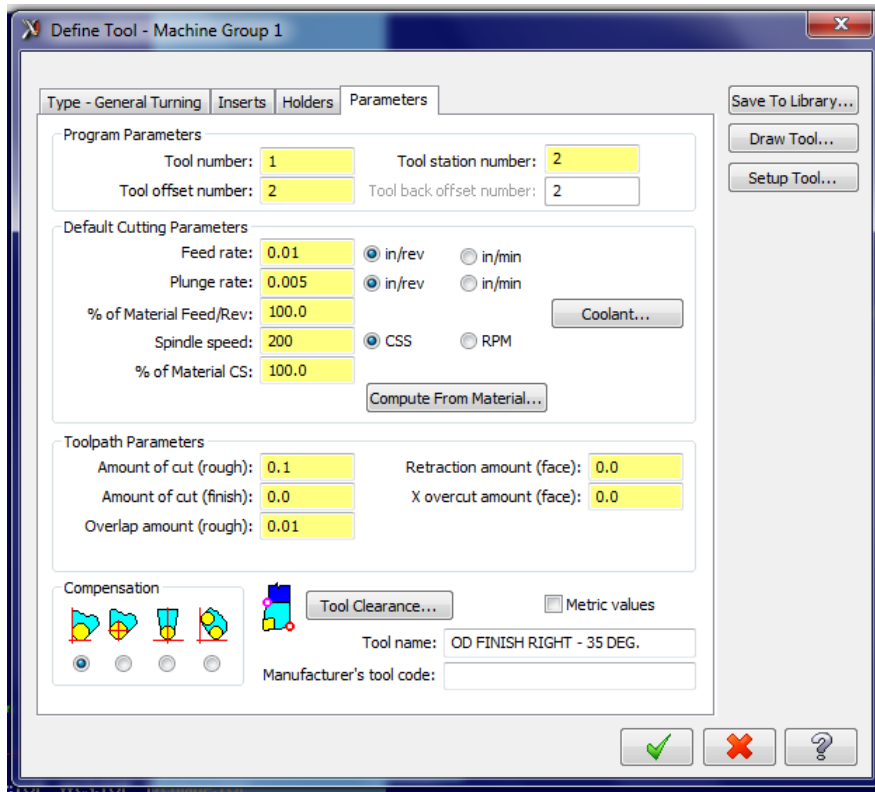 Define Tool - Machine Group 1
Type - General Turning Inserts Holders Parameters
Save To Library...
Draw Tool...
Setup Tool...
Program Parameters
Tool number: 1 Tool station number: 2
Tool offset number: 2 Tool back offset number: 2
Default Cutting Parameters
Feed rate: 0.01 in/rev in/min
Plunge rate: 0.005 in/rev in/min
% of Material Feed/Rev: 100.0 Coolant...
Spindle speed: 200 CSS RPM
% of Material CS: 100.0
Compute From Material...
Toolpath Parameters
Amount of cut (rough): 0.1 Retraction amount (face): 0.0
Amount of cut (finish): 0.0 X overcut amount (face): 0.0
Overlap amount (rough): 0.01
Compensation
Tool Clearance... Metric values
Tool name: OD FINISH RIGHT - 35 DEG.
Manufacturer's tool code: